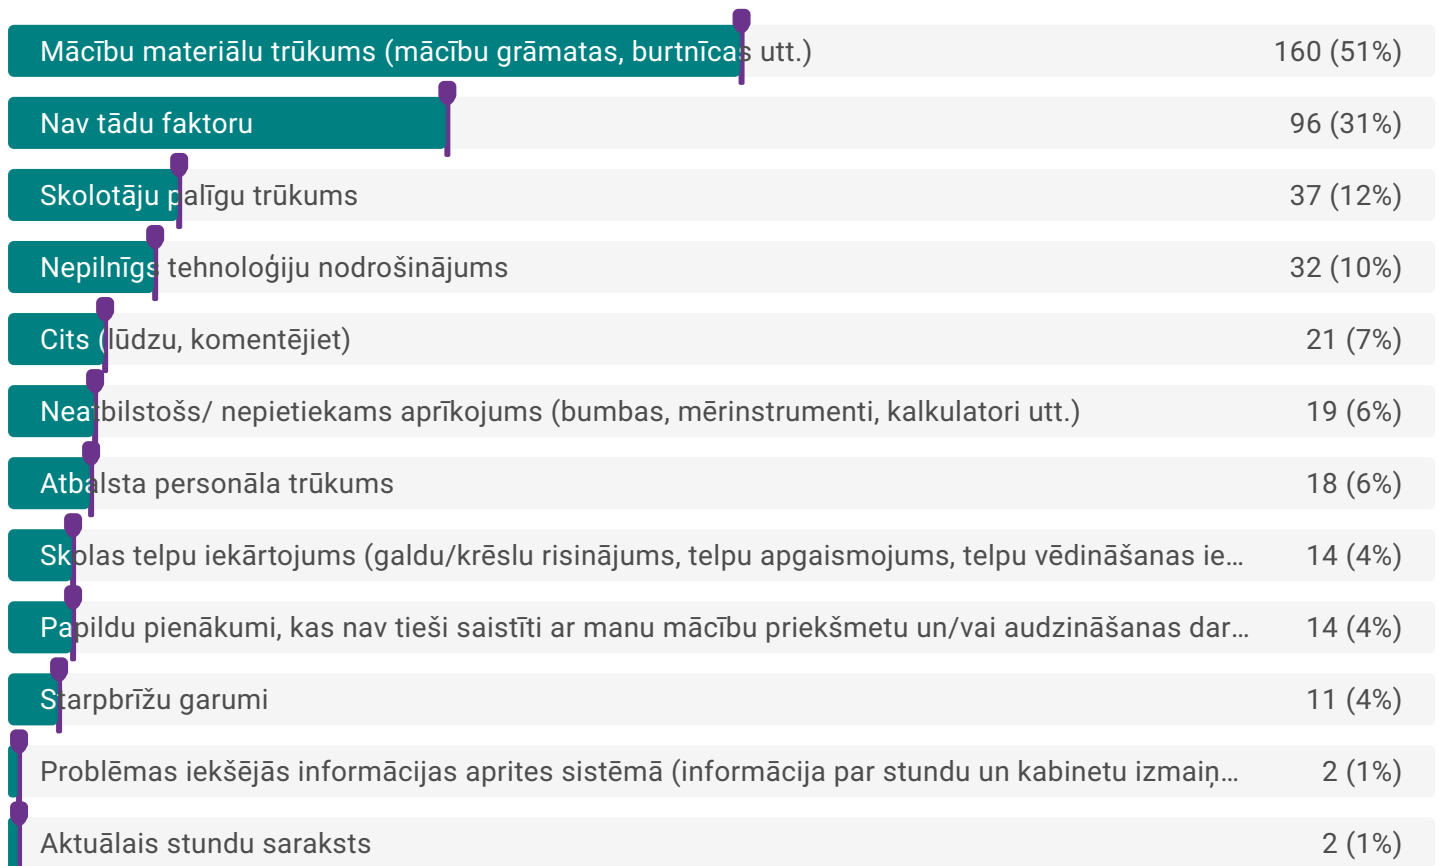 Mācību materiālu trūkums (mācību grāmatas, burtnīcas utt.) 160 (51%)
Nav tādu faktoru 96 (31%)
Skolotāju palīgu trūkums 37 (12%)
Nepilnīgs tehnoloģiju nodrošinājums 32 (10%)
Cits (lūdzu, komentējiet) 21 (7%)
Neatbilstošs/ nepietiekams aprīkojums (bumbas, mērinstrumenti, kalkulatori utt.) 19 (6%)
Atbalsta personāla trūkums 18 (6%)
Skolas telpu iekārtojums (galdu/krēslu risinājums, telpu apgaismojums, telpu vēdināšanas ie... 14 (4%)
Papildu pienākumi, kas nav tieši saistīti ar manu mācību priekšmetu un/vai audzināšanas dar... 14 (4%)
Starpbrīžu garumi 11 (4%)
Problēmas iekšējās informācijas aprites sistēmā (informācija par stundu un kabinetu izmaiņ... 2 (1%)
Aktuālais stundu saraksts 2 (1%)